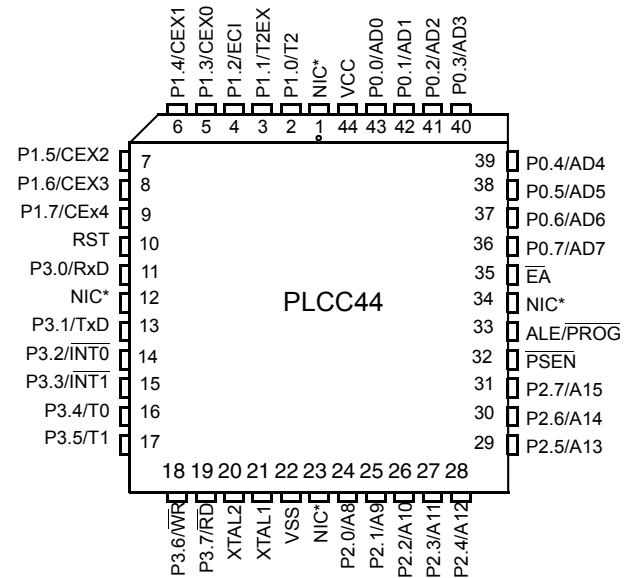 P1.4/CEX1
P1.3/CEX0
P1.2/ECI
P1.1/T2EX
P1.0/T2
NIC*
VCC
P0.0/AD0
P0.1/AD1
P0.2/AD2
P0.3/AD3
6 5 4 3 2 1 44 43 42 41 40
P1.5/CEX2 7 39 P0.4/AD4
P1.6/CEX3 8 38 P0.5/AD5
P1.7/CEx4 9 37 P0.6/AD6
RST 10 36 P0.7/AD7
P3.0/RxD 11 35 E̅A̅
NIC* 12 PLCC44 34 NIC*
P3.1/TxD 13 33 ALE/P̅R̅O̅G̅
P3.2/I̅N̅T̅0̅ 14 32 P̅S̅E̅N̅
P3.3/I̅N̅T̅1̅ 15 31 P2.7/A15
P3.4/T0 16 30 P2.6/A14
P3.5/T1 17 29 P2.5/A13
18 19 20 21 22 23 24 25 26 27 28
P3.6/W̅R̅
P3.7/R̅D̅
XTAL2
XTAL1
VSS
NIC*
P2.0/A8
P2.1/A9
P2.2/A10
P2.3/A11
P2.4/A12